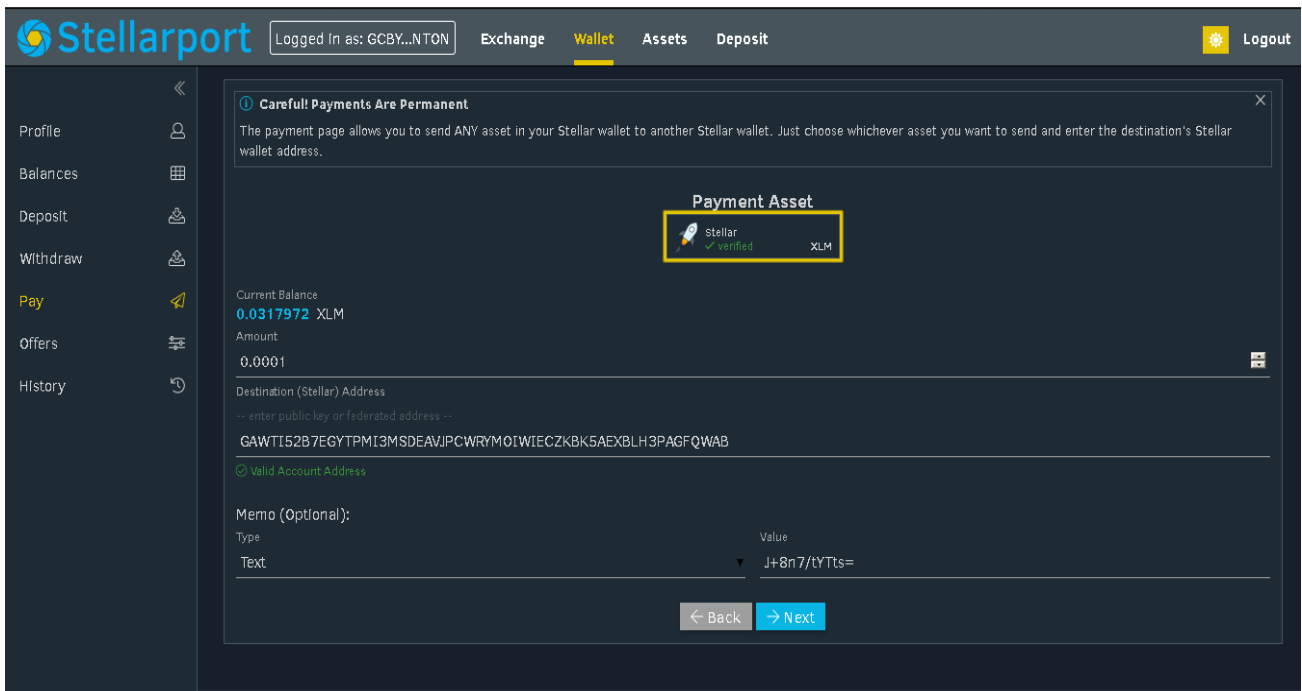 Stellarport
Logged in as: GCBY...NTON
Exchange
Wallet
Assets
Deposit
Logout
Profile
Balances
Deposit
Withdraw
Pay
Offers
History
Careful! Payments Are Permanent
The payment page allows you to send ANY asset in your Stellar wallet to another Stellar wallet. Just choose whichever asset you want to send and enter the destination's Stellar
wallet address.
Payment Asset
Stellar
verified
XLM
Current Balance
0.0317972 XLM
Amount
0.0001
Destination (Stellar) Address
-- enter public key or federated address --
GAWTI52B7EGYTPMI3MSDEAVJPCWRYMOIWIECZKBK5AEXBLH3PAGFQWAB
Valid Account Address
Memo (Optional):
Type
Text
Value
J+8n7/tYTts=
Back
Next